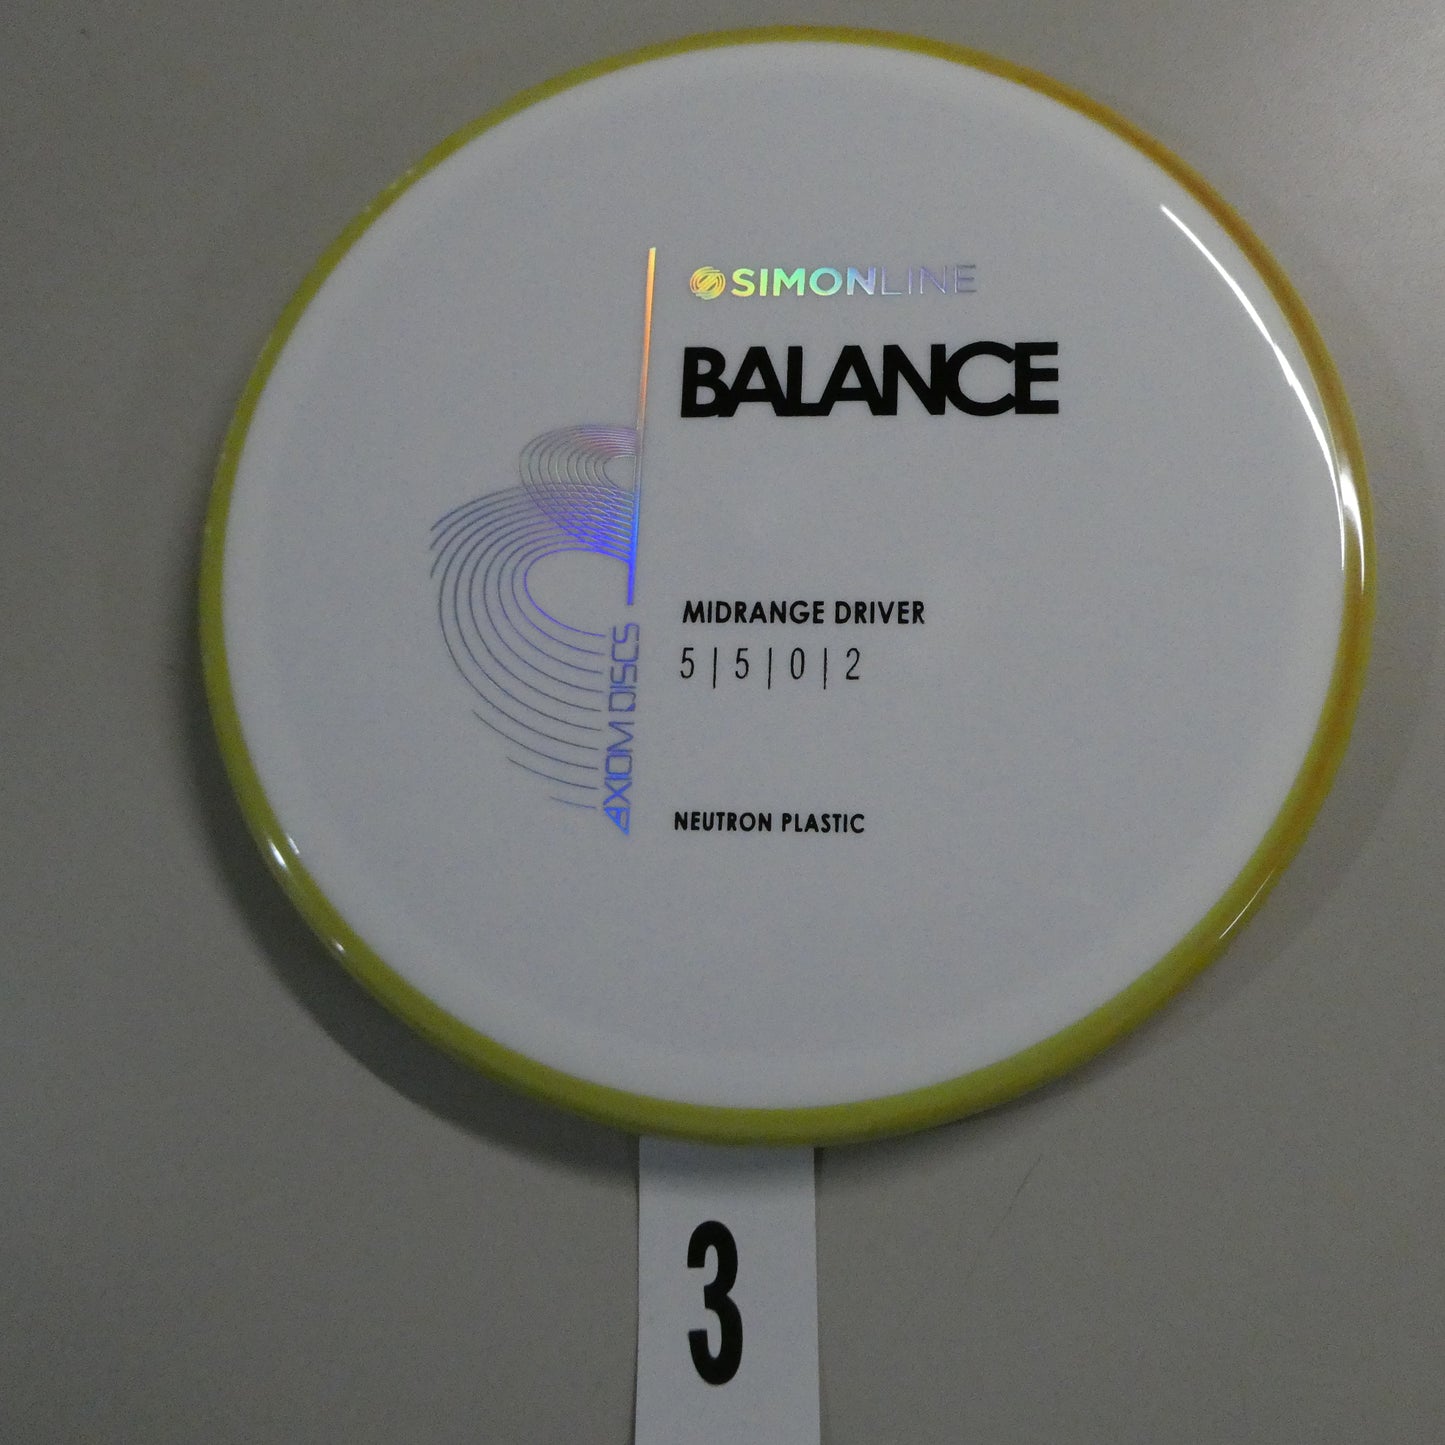 SIMONLINE
BALANCE
MIDRANGE DRIVER
5 | 5 | 0 | 2
AXIOM DISCS
NEUTRON PLASTIC
3